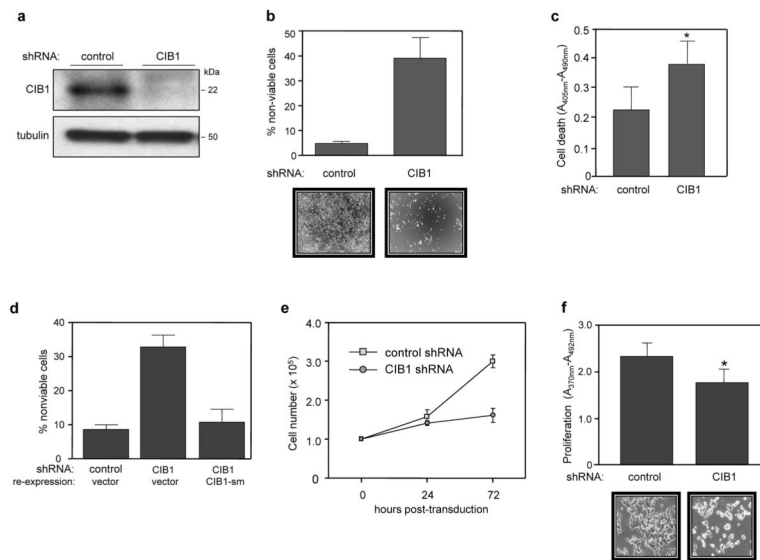 a
shRNA: control CIB1
kDa
CIB1
- 22
tubulin
- 50
b
% non-viable cells
50
40
30
20
10
0
shRNA: control CIB1
c
Cell death (A405nm-A490nm)
0.5
0.4
0.3
0.2
0.1
0
*
shRNA: control CIB1
d
% nonviable cells
40
30
20
10
0
shRNA: control CIB1 CIB1
re-expression: vector vector CIB1-sm
e
Cell number (x 10⁵)
4.0
3.0
2.0
1.0
0
control shRNA
CIB1 shRNA
0 24 72
hours post-transduction
f
Proliferation (A370nm-A492nm)
3.0
2.0
1.0
0
*
shRNA: control CIB1